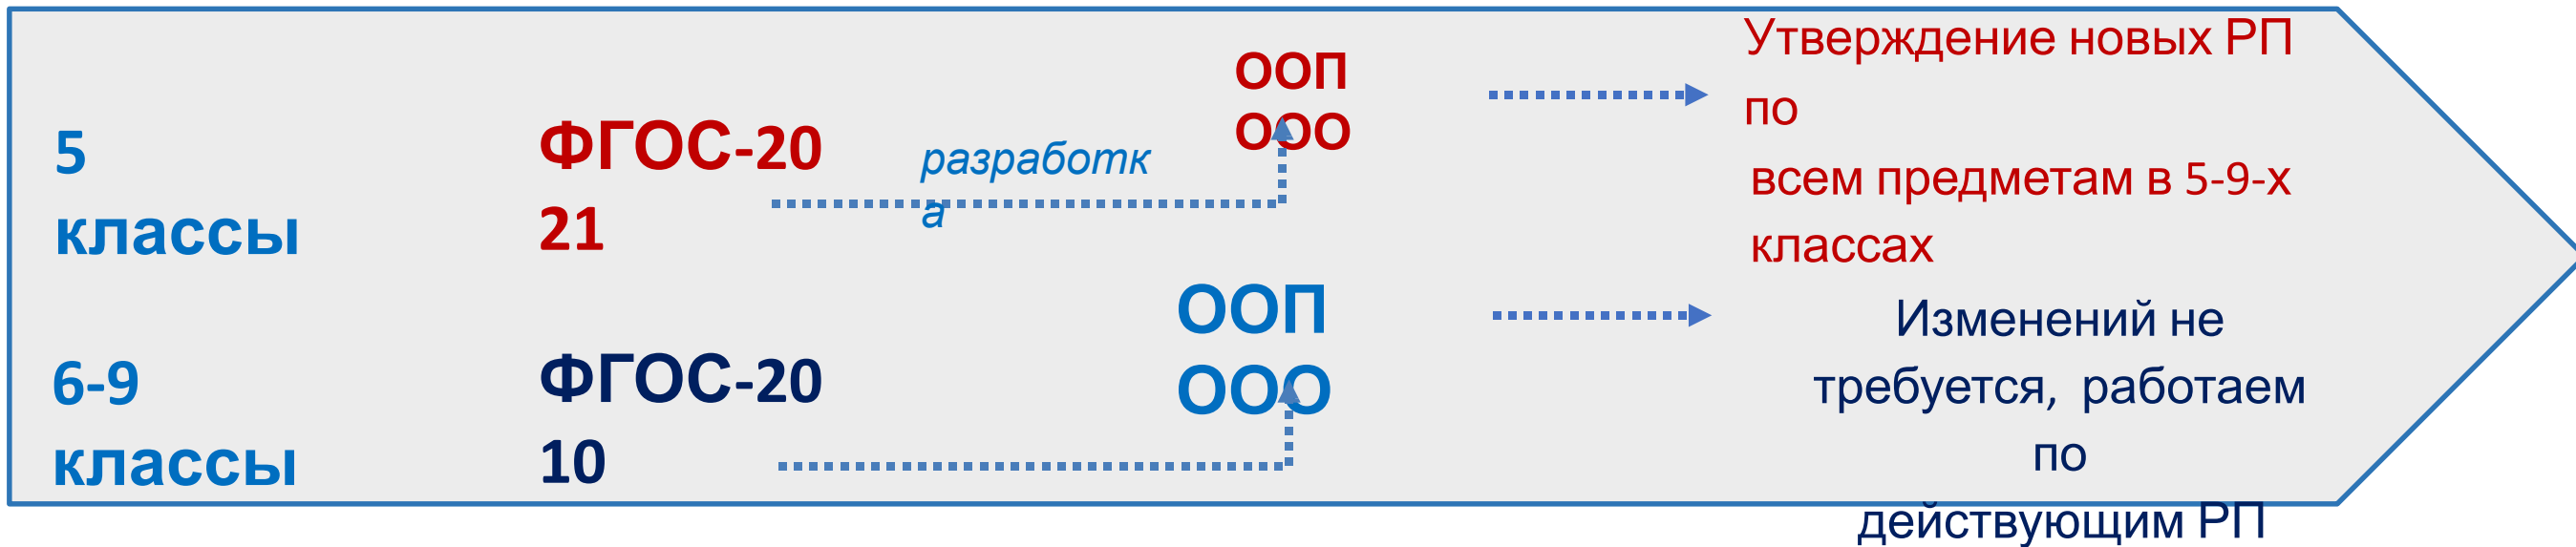 5
классы
ФГОС-20
21
разработк
а
ООП
ООО
Утверждение новых РП
по
всем предметам в 5-9-х
классах
6-9
классы
ФГОС-20
10
ООП
ООО
Изменений не
требуется, работаем
по
действующим РП